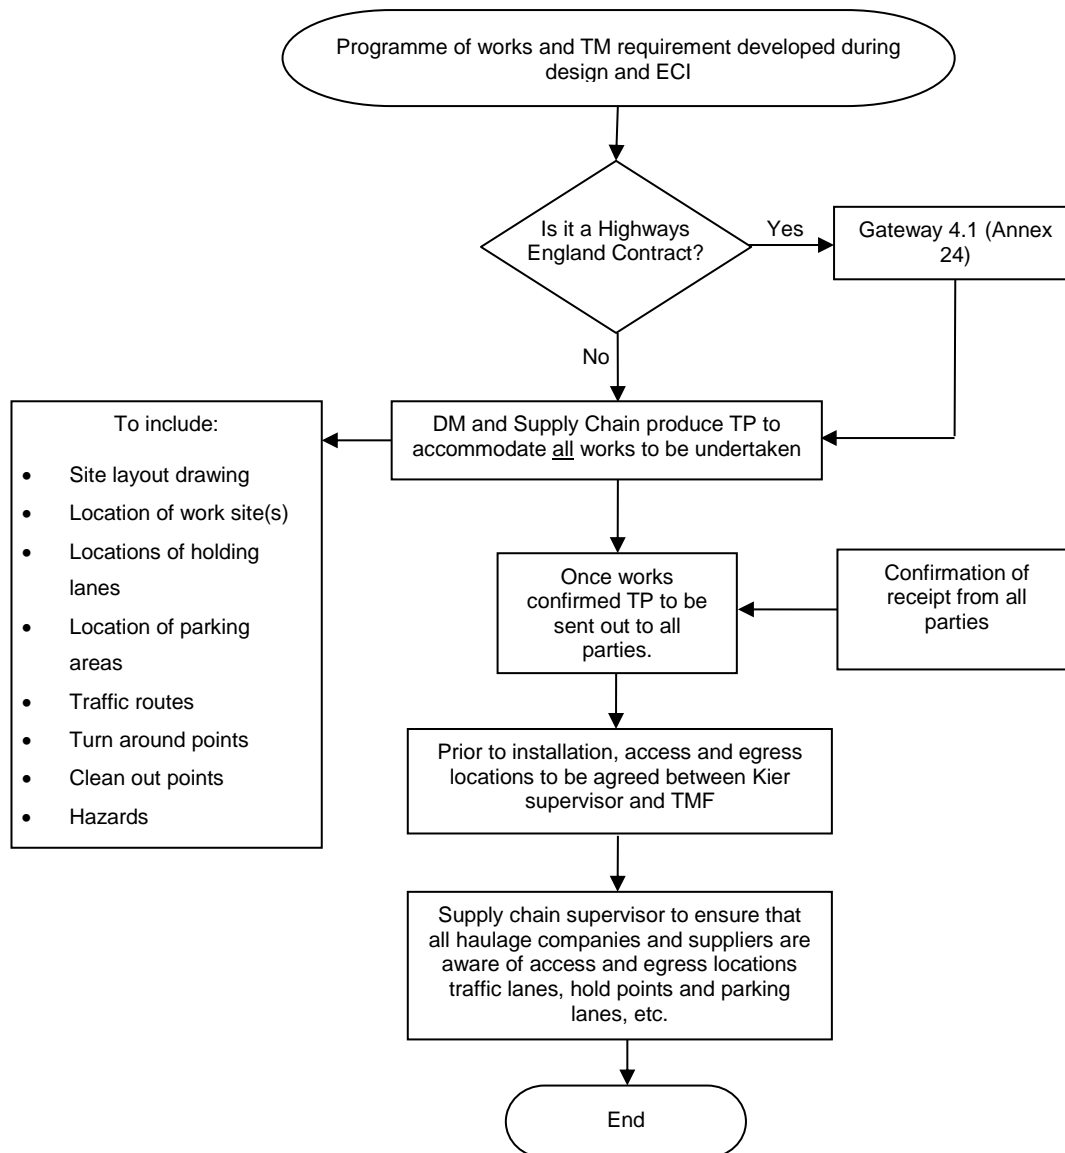 Programme of works and TM requirement developed during
design and ECI
Is it a Highways
England Contract?
Yes
Gateway 4.1 (Annex
24)
No
To include:
• Site layout drawing
• Location of work site(s)
• Locations of holding
lanes
• Location of parking
areas
• Traffic routes
• Turn around points
• Clean out points
• Hazards
DM and Supply Chain produce TP to
accommodate all works to be undertaken
Once works
confirmed TP to be
sent out to all
parties.
Confirmation of
receipt from all
parties
Prior to installation, access and egress
locations to be agreed between Kier
supervisor and TMF
Supply chain supervisor to ensure that
all haulage companies and suppliers are
aware of access and egress locations
traffic lanes, hold points and parking
lanes, etc.
End